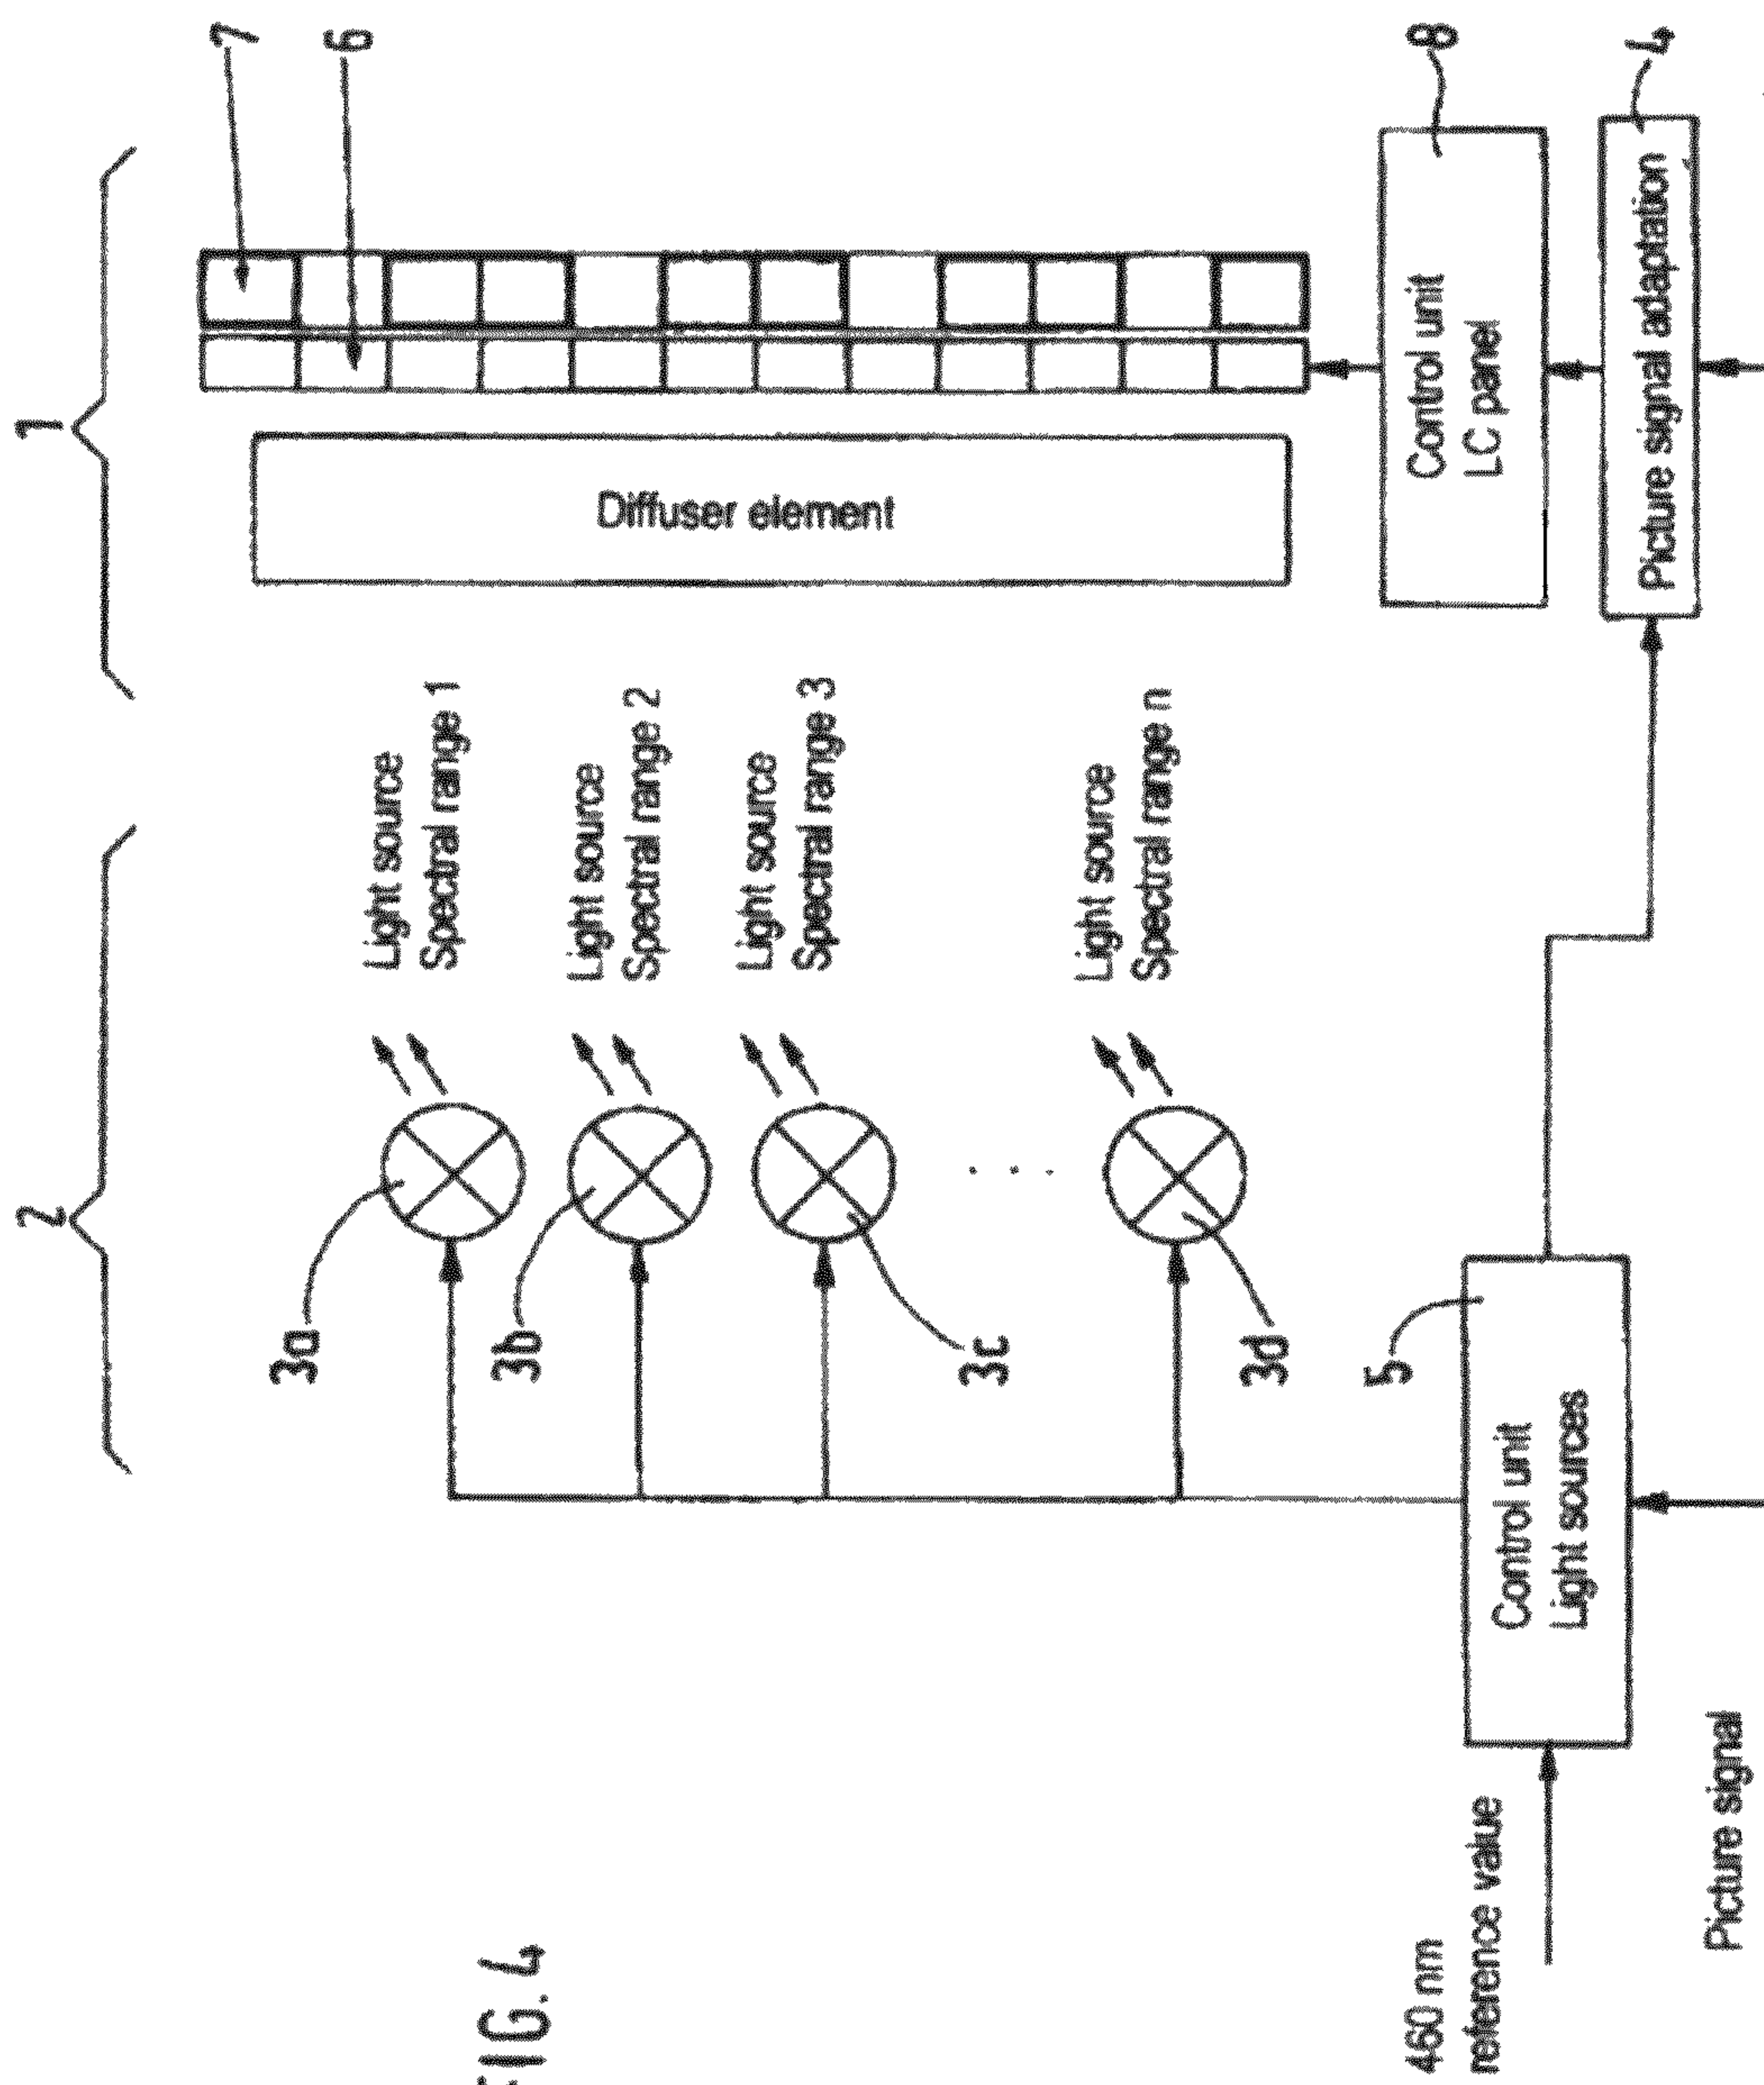 FIG. 4
2
1
3a
3b
3c
3d
Light source
Spectral range 1
Light source
Spectral range 2
Light source
Spectral range 3
. . .
Light source
Spectral range n
7
6
Diffuser element
460 nm
reference value
5
Control unit
Light sources
8
Control unit
LC panel
4
Picture signal adaptation
Picture signal